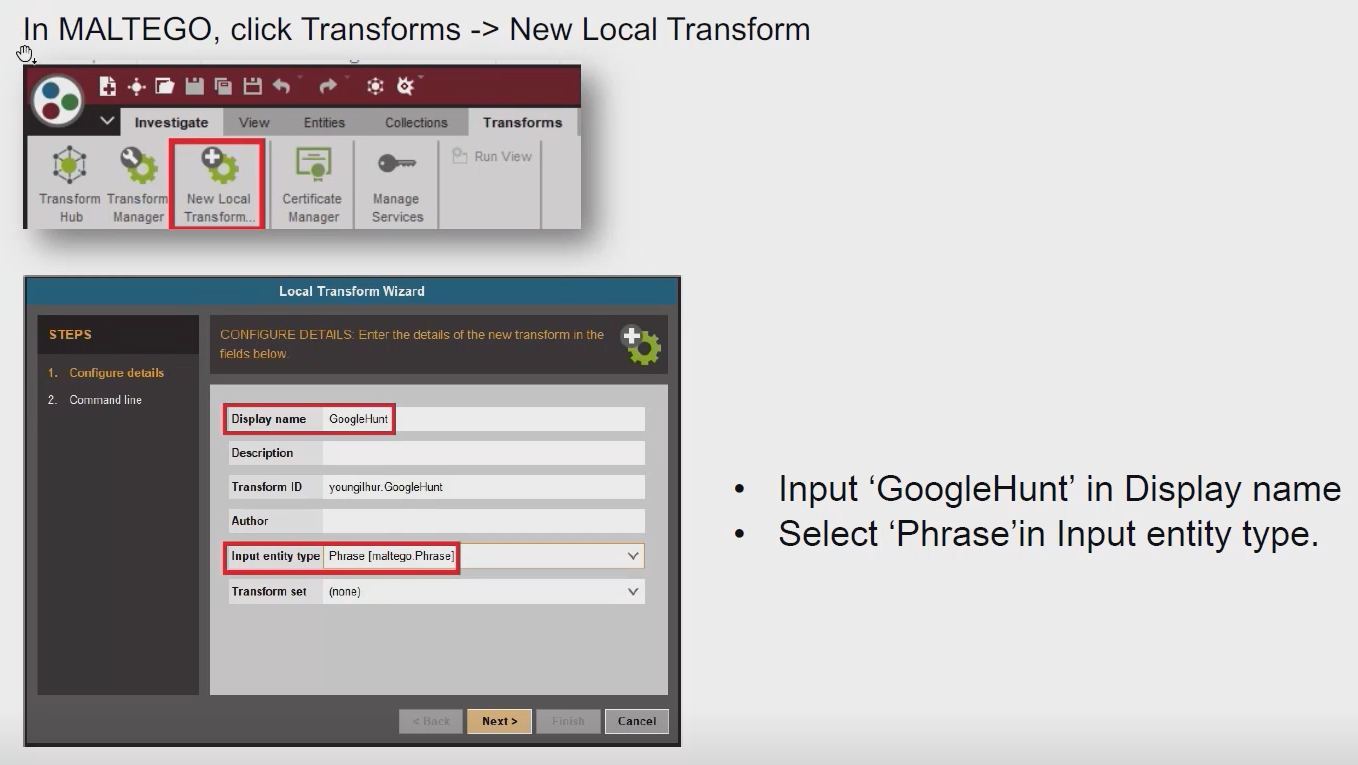 In MALTEGO, click Transforms -> New Local Transform
Investigate View Entities Collections Transforms
Transform Hub
Transform Manager
New Local Transform...
Certificate Manager
Manage Services
Run View
Local Transform Wizard
STEPS
1. Configure details
2. Command line
CONFIGURE DETAILS: Enter the details of the new transform in the
fields below.
Display name GoogleHunt
Description
Transform ID youngilhur.GoogleHunt
Author
Input entity type Phrase [maltego.Phrase]
Transform set (none)
< Back Next > Finish Cancel
• Input ‘GoogleHunt’ in Display name
• Select ‘Phrase’in Input entity type.